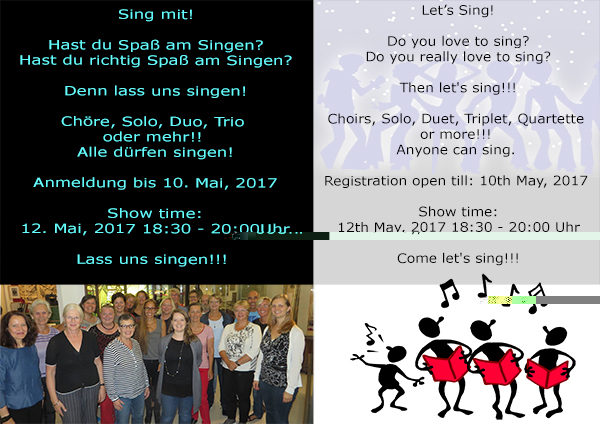 Sing mit!
Hast du Spaß am Singen?
Hast du richtig Spaß am Singen?
Denn lass uns singen!
Chöre, Solo, Duo, Trio
oder mehr!!
Alle dürfen singen!
Anmeldung bis 10. Mai, 2017
Show time:
12. Mai, 2017 18:30 - 20:00 Uhr
Lass uns singen!!!
Let's Sing!
Do you love to sing?
Do you really love to sing?
Then let's sing!!!
Choirs, Solo, Duet, Triplet, Quartette
or more!!!
Anyone can sing.
Registration open till: 10th May, 2017
Show time:
12th May, 2017 18:30 - 20:00 Uhr
Come let's sing!!!